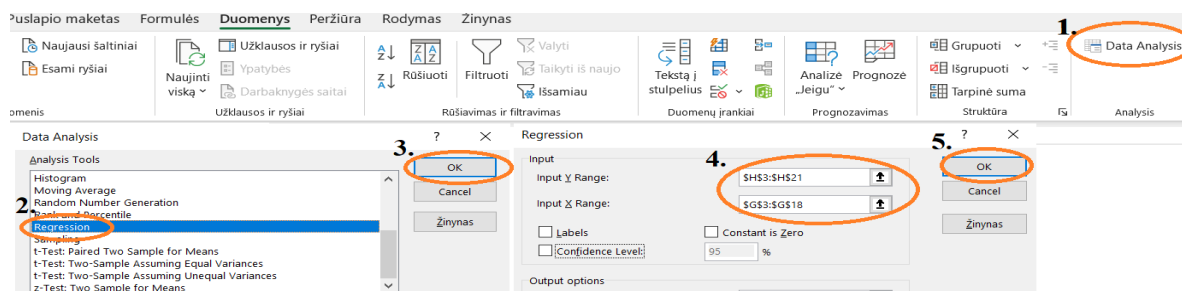 Puslapio maketas Formulės Duomenys Peržiūra Rodymas Žinynas
1.
Naujausi šaltiniai
Esami ryšiai
omenis
Naujinti
viską
Užklausos ir ryšiai
Ypatybės
Darbaknygės saitai
Užklausos ir ryšiai
Rūšiuoti
Filtruoti
Valyti
Taikyti iš naujo
Išsamiau
Rūšiavimas ir filtravimas
Tekstą į
stulpelius
Duomenų įrankiai
Analizė
„Jeigu“
Prognozė
Prognozavimas
Grupuoti
Išgrupuoti
Tarpinė suma
Struktūra
Data Analysis
Analysis
Data Analysis ? ×
Analysis Tools
Histogram
Moving Average
Random Number Generation
Rank and Percentile
2.
Regression
Sampling
t-Test: Paired Two Sample for Means
t-Test: Two-Sample Assuming Equal Variances
t-Test: Two-Sample Assuming Unequal Variances
z-Test: Two Sample for Means
3.
OK
Cancel
Žinynas
Regression ? ×
Input
4.
Input Y Range: $H$3:$H$21
Input X Range: $G$3:$G$18
Labels Constant is Zero
Confidence Level: 95 %
Output options
5.
OK
Cancel
Žinynas